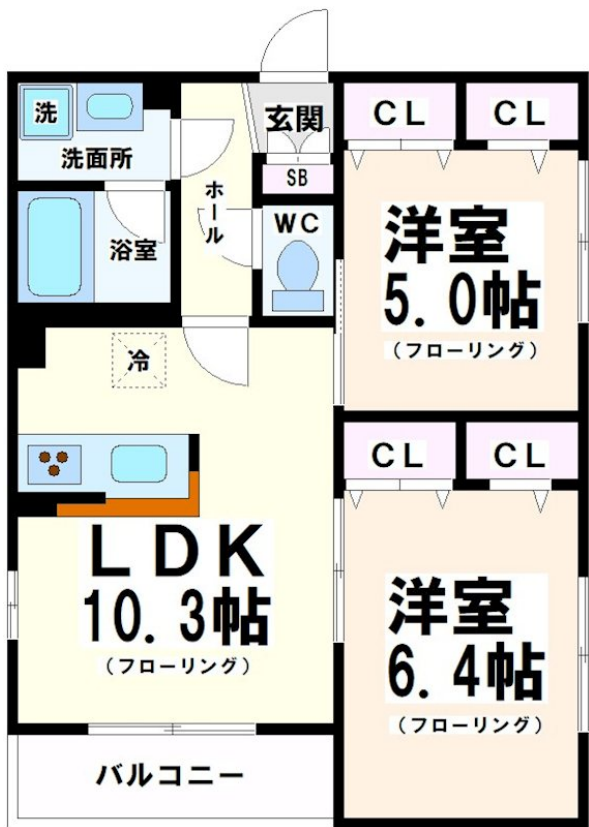 洗
洗面所
玄関
CL
CL
SB
ホール
WC
浴室
洋室
5.0帖
(フローリング)
冷
CL
CL
LDK
10.3帖
(フローリング)
洋室
6.4帖
(フローリング)
バルコニー